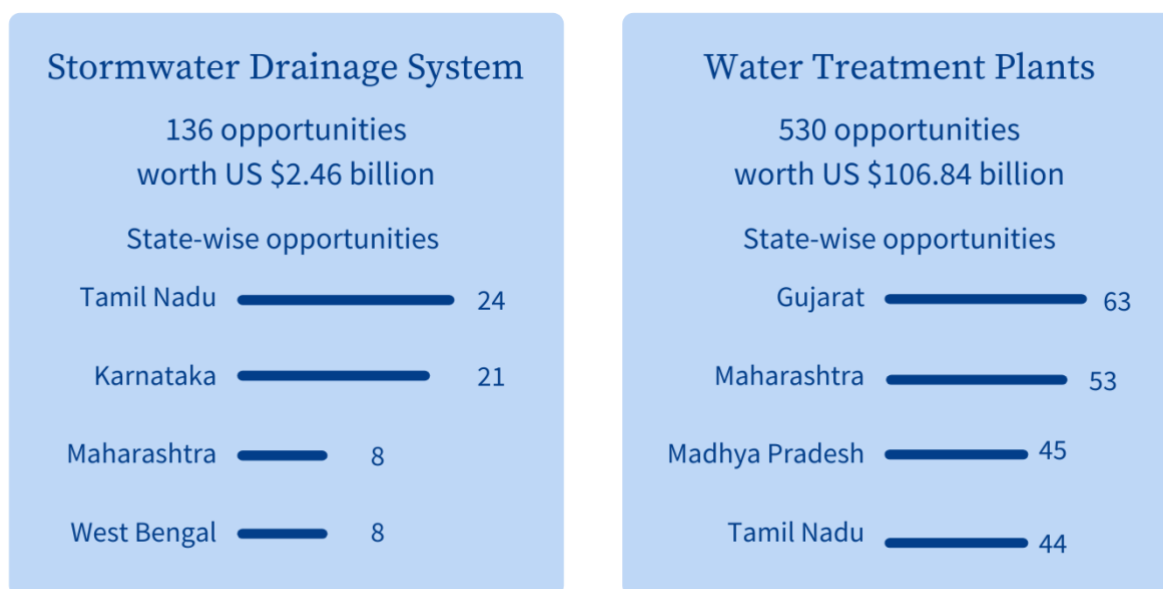 Stormwater Drainage System
136 opportunities
worth US $2.46 billion
State-wise opportunities
Tamil Nadu 24
Karnataka 21
Maharashtra 8
West Bengal 8
Water Treatment Plants
530 opportunities
worth US $106.84 billion
State-wise opportunities
Gujarat 63
Maharashtra 53
Madhya Pradesh 45
Tamil Nadu 44